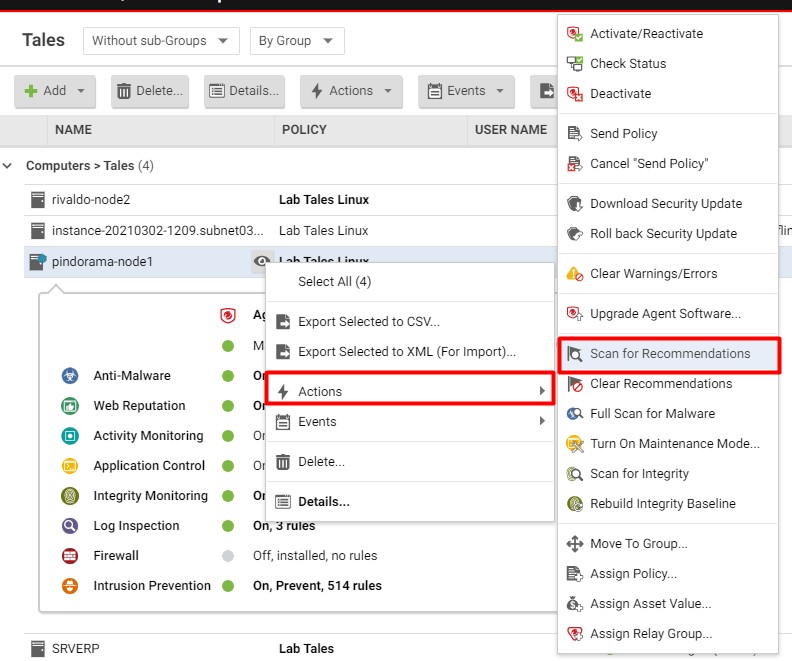 Tales
Without sub-Groups
By Group
Add
Delete...
Details...
Actions
Events
NAME
POLICY
USER NAME
Computers > Tales (4)
rivaldo-node2
Lab Tales Linux
instance-20210302-1209.subnet03...
Lab Tales Linux
pindorama-node1
Lab Tales Linux
Anti-Malware
Web Reputation
Activity Monitoring
Application Control
Integrity Monitoring
Log Inspection
On, 3 rules
Firewall
Off, installed, no rules
Intrusion Prevention
On, Prevent, 514 rules
SRVERP
Lab Tales
Select All (4)
Export Selected to CSV...
Export Selected to XML (For Import)...
Actions
Events
Delete...
Details...
Activate/Reactivate
Check Status
Deactivate
Send Policy
Cancel "Send Policy"
Download Security Update
Roll back Security Update
Clear Warnings/Errors
Upgrade Agent Software...
Scan for Recommendations
Clear Recommendations
Full Scan for Malware
Turn On Maintenance Mode...
Scan for Integrity
Rebuild Integrity Baseline
Move To Group...
Assign Policy...
Assign Asset Value...
Assign Relay Group...